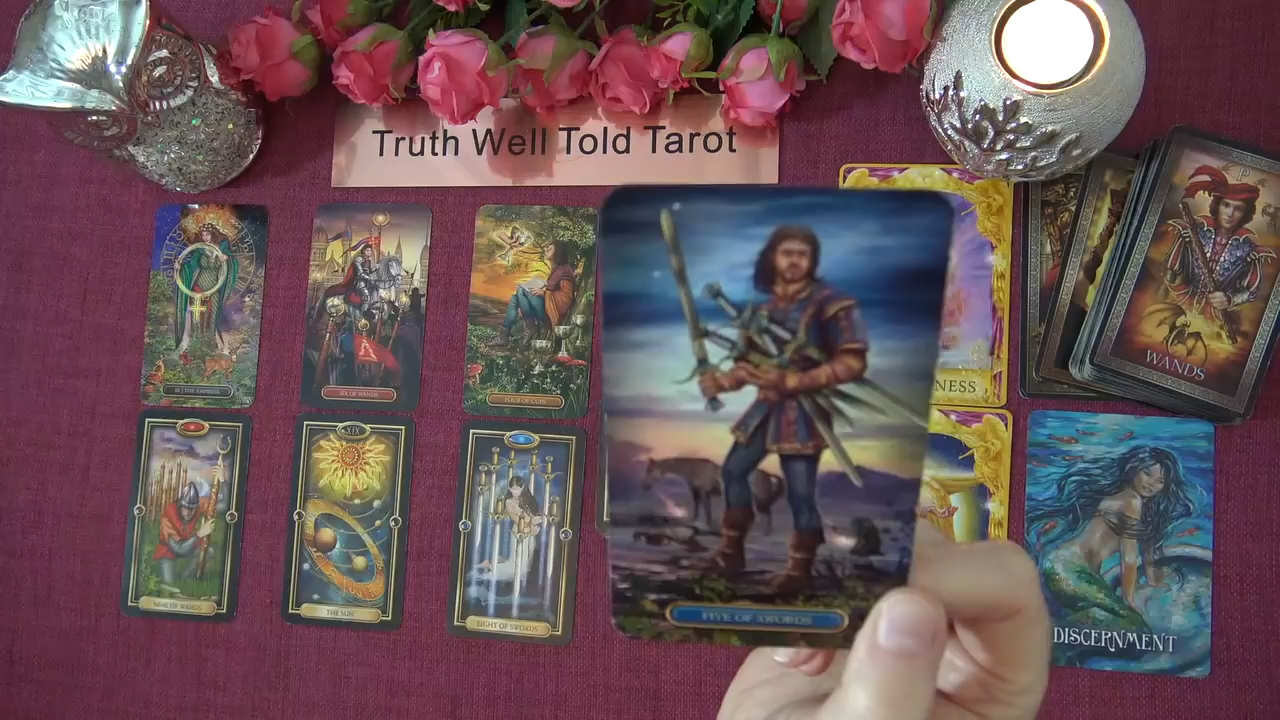 Truth Well Told Tarot
III | THE EMPRESS
SIX OF WANDS
FOUR OF CUPS
NESS
P
WANDS
NINE OF WANDS
XIX
THE SUN
EIGHT OF SWORDS
FIVE OF SWORDS
DISCERNMENT